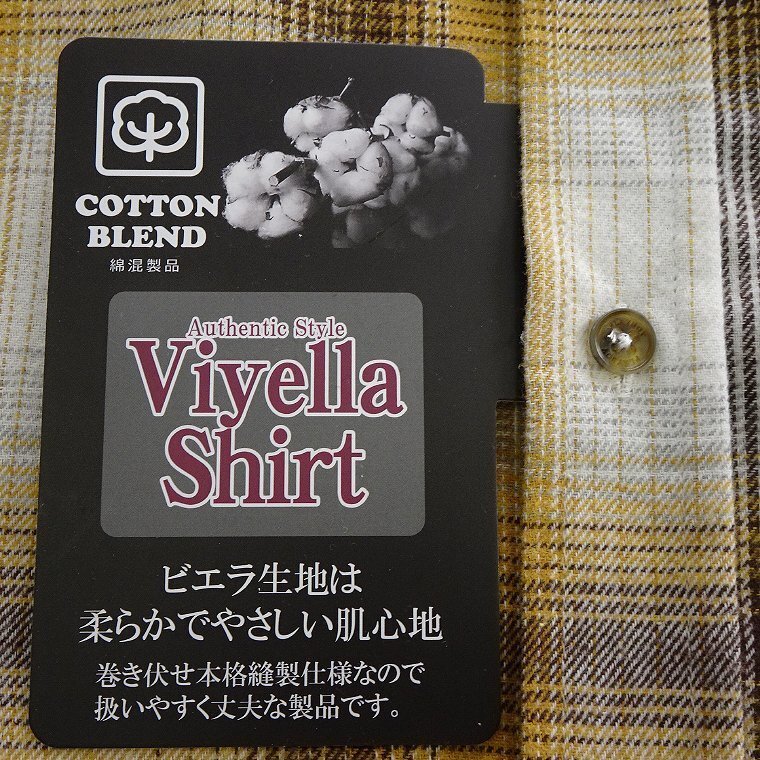 COTTON
BLEND
綿混製品
Authentic Style
Viyella
Shirt
ビエラ生地は
柔らかでやさしい肌心地
巻き伏せ本格縫製仕様なので
扱いやすく丈夫な製品です。